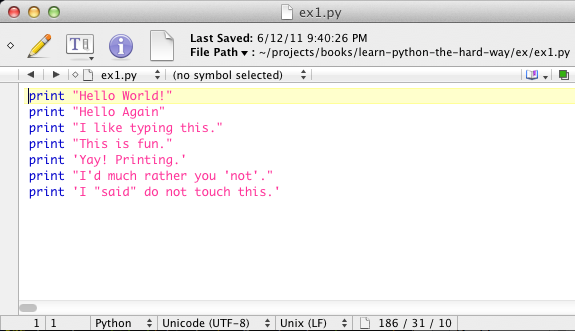 ex1.py
Last Saved: 6/12/11 9:40:26 PM
File Path ▾ : ~/projects/books/learn-python-the-hard-way/ex/ex1.py
ex1.py (no symbol selected)
print "Hello World!"
print "Hello Again"
print "I like typing this."
print "This is fun."
print 'Yay! Printing.'
print "I'd much rather you 'not'."
print 'I "said" do not touch this.'
1 1 Python Unicode (UTF-8) Unix (LF) 186 / 31 / 10